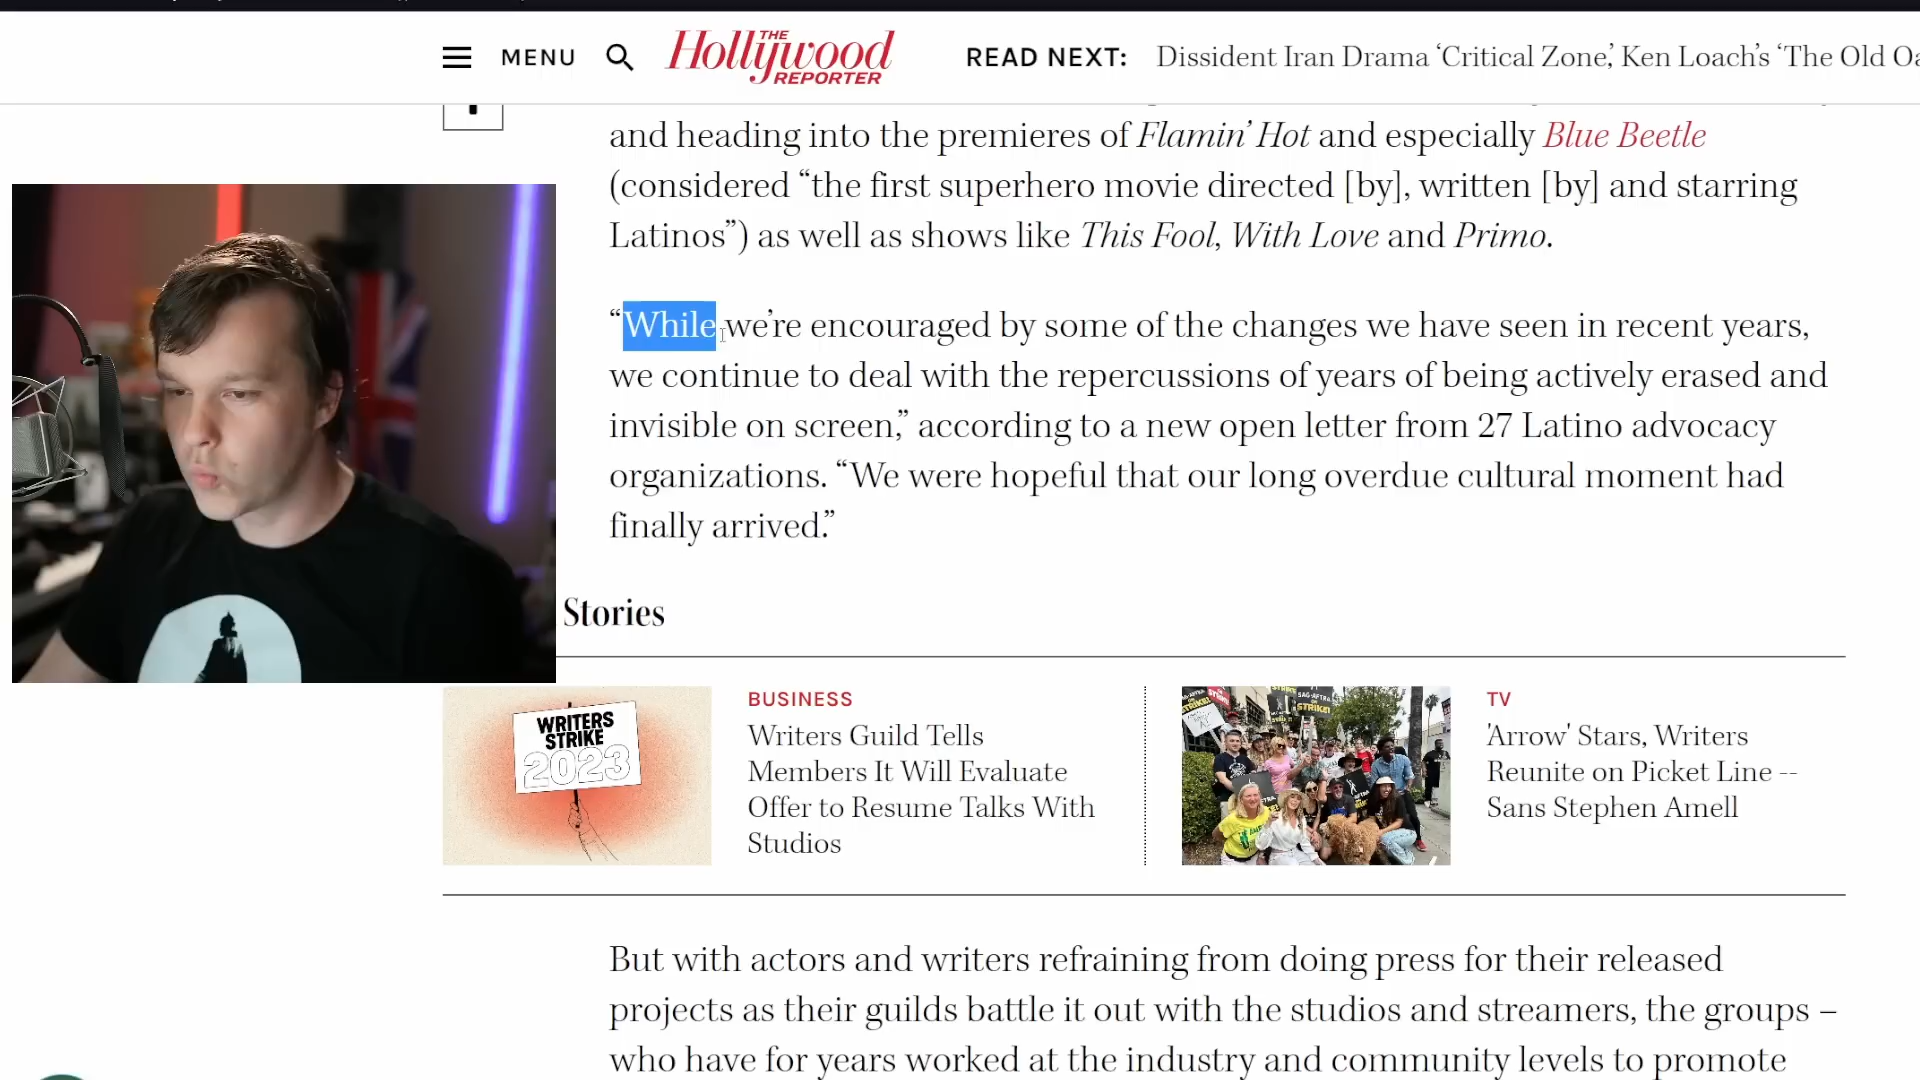 MENU
THE
Hollywood
REPORTER
READ NEXT: Dissident Iran Drama ‘Critical Zone,’ Ken Loach’s ‘The Old
and heading into the premieres of Flamin’ Hot and especially Blue Beetle
(considered “the first superhero movie directed [by], written [by] and starring
Latinos”) as well as shows like This Fool, With Love and Primo.
“While we’re encouraged by some of the changes we have seen in recent years,
we continue to deal with the repercussions of years of being actively erased and
invisible on screen,” according to a new open letter from 27 Latino advocacy
organizations. “We were hopeful that our long overdue cultural moment had
finally arrived.”
Stories
WRITERS
STRIKE
2023
BUSINESS
Writers Guild Tells
Members It Will Evaluate
Offer to Resume Talks With
Studios
SAG-AFTRA
STRIKE!
TV
'Arrow' Stars, Writers
Reunite on Picket Line --
Sans Stephen Amell
But with actors and writers refraining from doing press for their released
projects as their guilds battle it out with the studios and streamers, the groups –
who have for years worked at the industry and community levels to promote